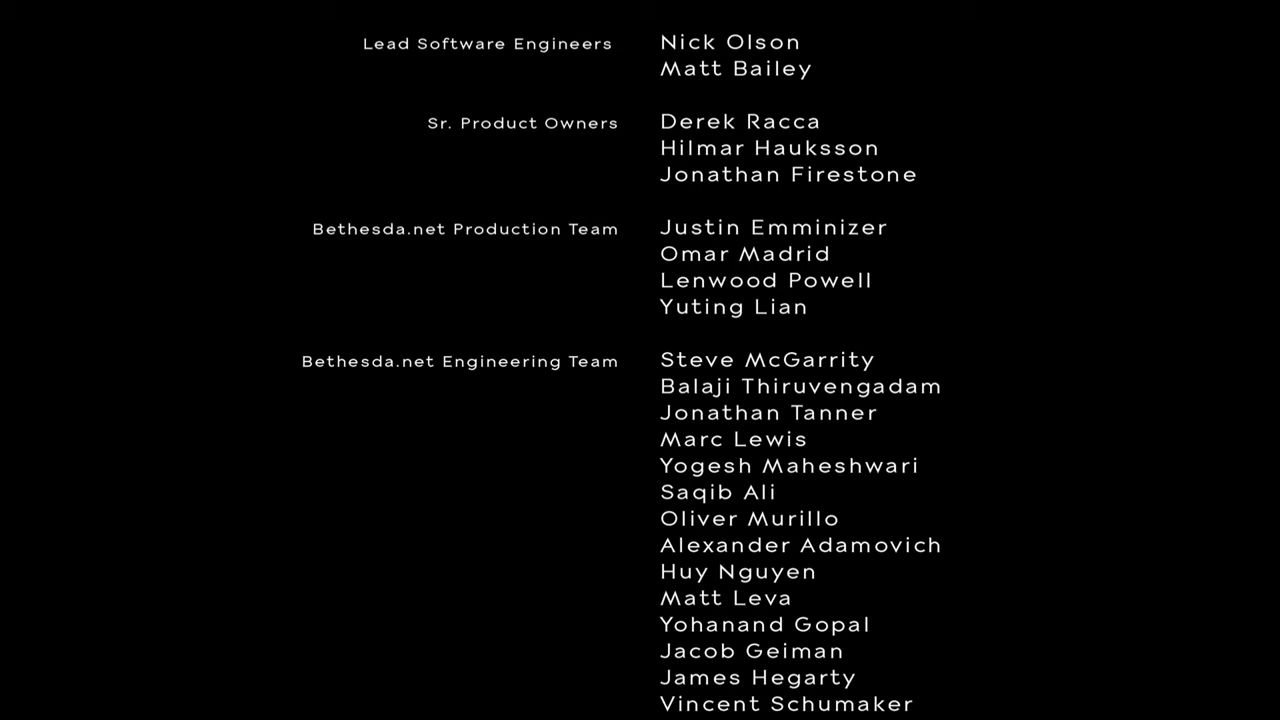 Lead Software Engineers Nick Olson
Matt Bailey
Sr. Product Owners Derek Racca
Hilmar Hauksson
Jonathan Firestone
Bethesda.net Production Team Justin Emminizer
Omar Madrid
Lenwood Powell
Yuting Lian
Bethesda.net Engineering Team Steve McGarrity
Balaji Thiruvengadam
Jonathan Tanner
Marc Lewis
Yogesh Maheshwari
Saqib Ali
Oliver Murillo
Alexander Adamovich
Huy Nguyen
Matt Leva
Yohanand Gopal
Jacob Geiman
James Hegarty
Vincent Schumaker